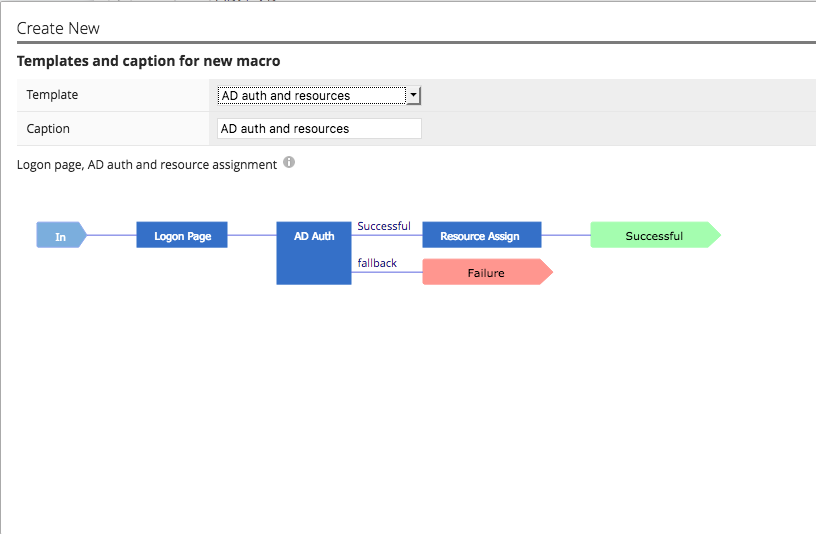 Create New
Templates and caption for new macro
Template
AD auth and resources
Caption
AD auth and resources
Logon page, AD auth and resource assignment
In
Logon Page
AD Auth
Successful
Resource Assign
Successful
fallback
Failure